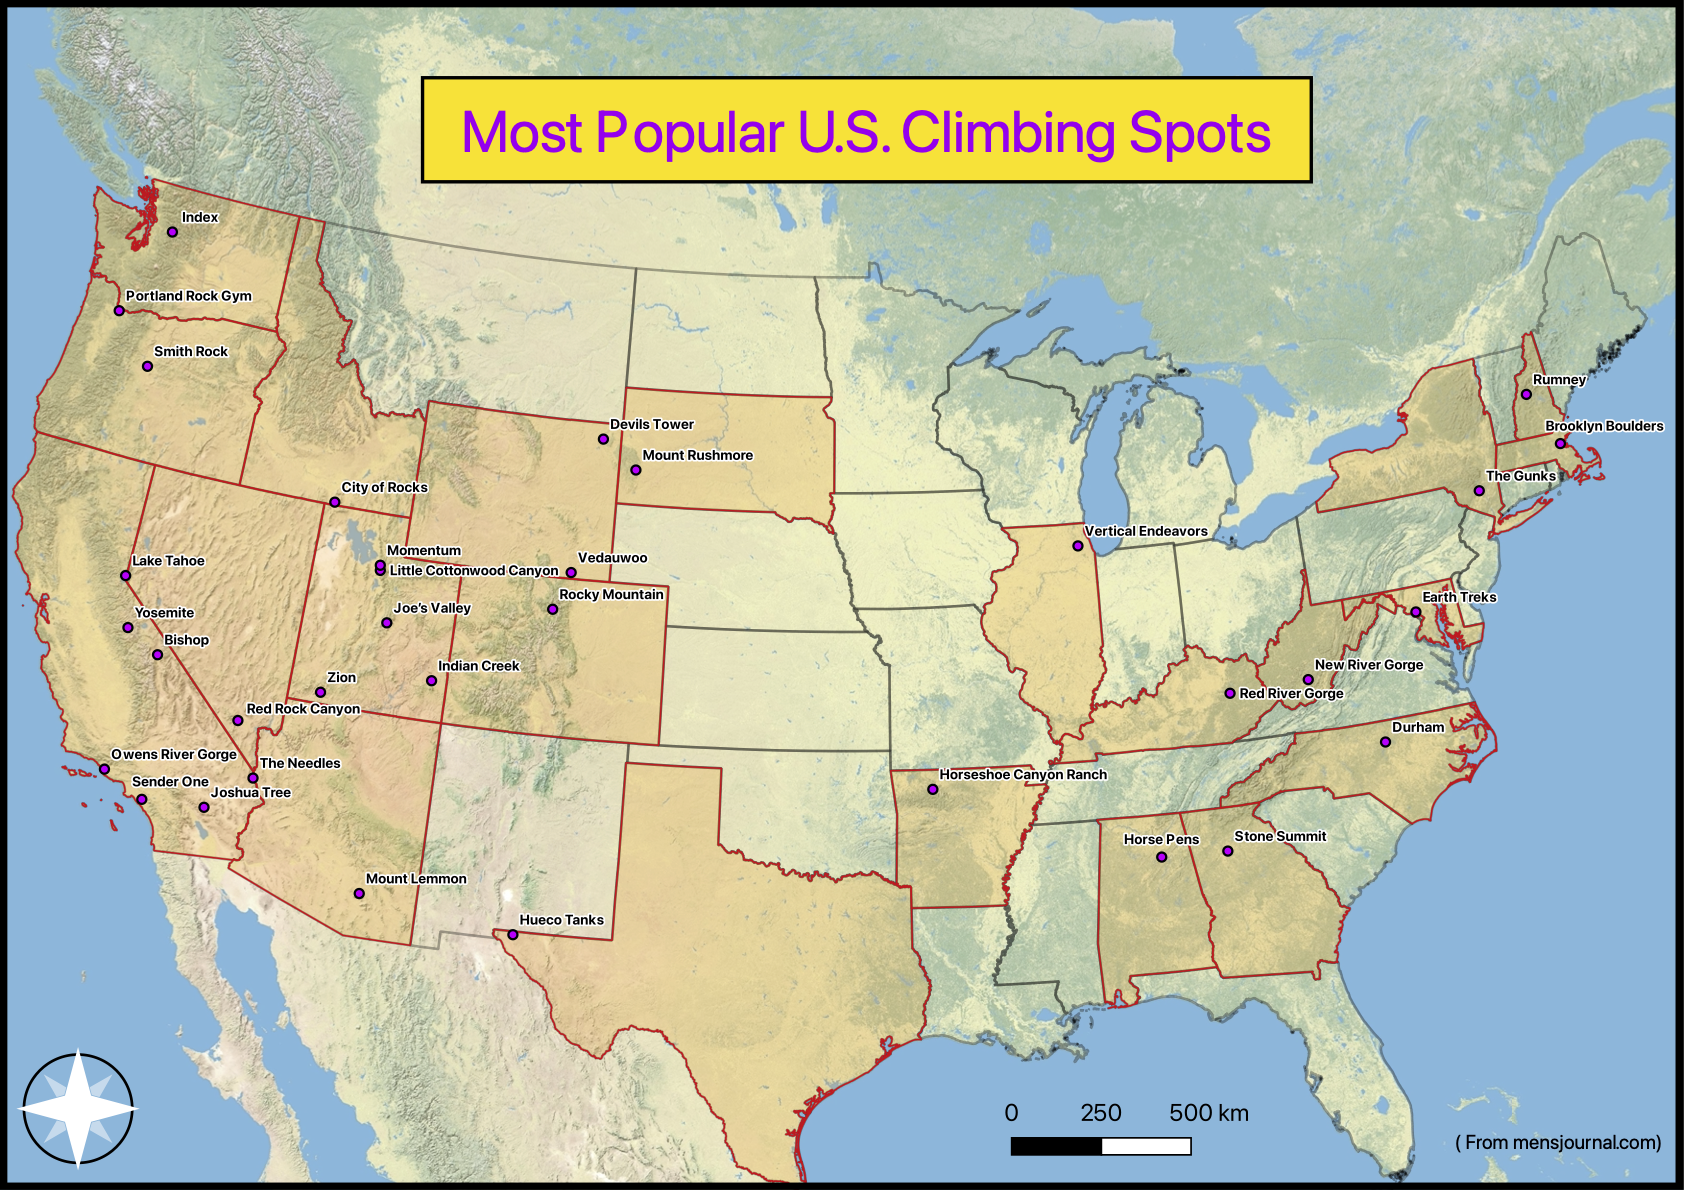 Most Popular U.S. Climbing Spots
Index
Portland Rock Gym
Smith Rock
Rumney
Devils Tower
Brooklyn Boulders
Mount Rushmore
The Gunks
City of Rocks
Vertical Endeavors
Momentum
Vedauwoo
Lake Tahoe
Little Cottonwood Canyon
Rocky Mountain
Earth Treks
Joe's Valley
Yosemite
Bishop
Indian Creek
New River Gorge
Zion
Red River Gorge
Red Rock Canyon
Durham
Owens River Gorge
The Needles
Horseshoe Canyon Ranch
Sender One
Joshua Tree
Stone Summit
Horse Pens
Mount Lemmon
Hueco Tanks
0 250 500 km
( From mensjournal.com)